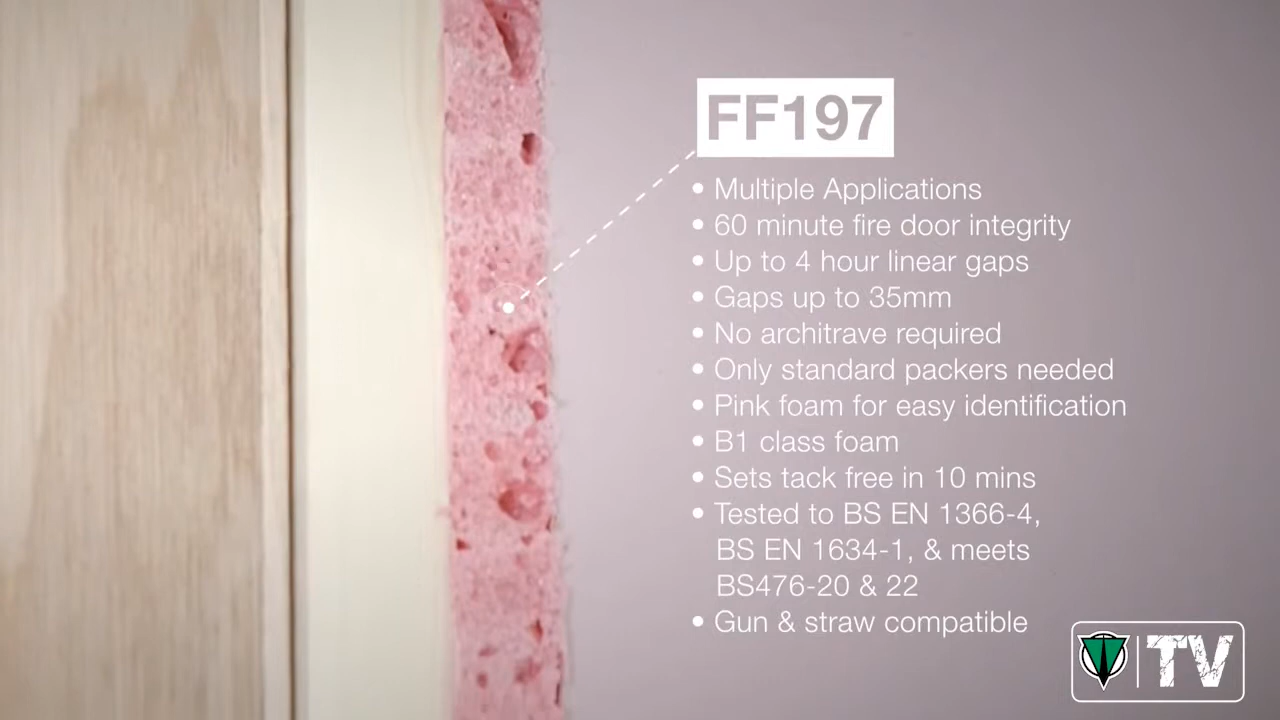 FF197
• Multiple Applications
• 60 minute fire door integrity
• Up to 4 hour linear gaps
• Gaps up to 35mm
• No architrave required
• Only standard packers needed
• Pink foam for easy identification
• B1 class foam
• Sets tack free in 10 mins
• Tested to BS EN 1366-4,
BS EN 1634-1, & meets
BS476-20 & 22
• Gun & straw compatible
TV